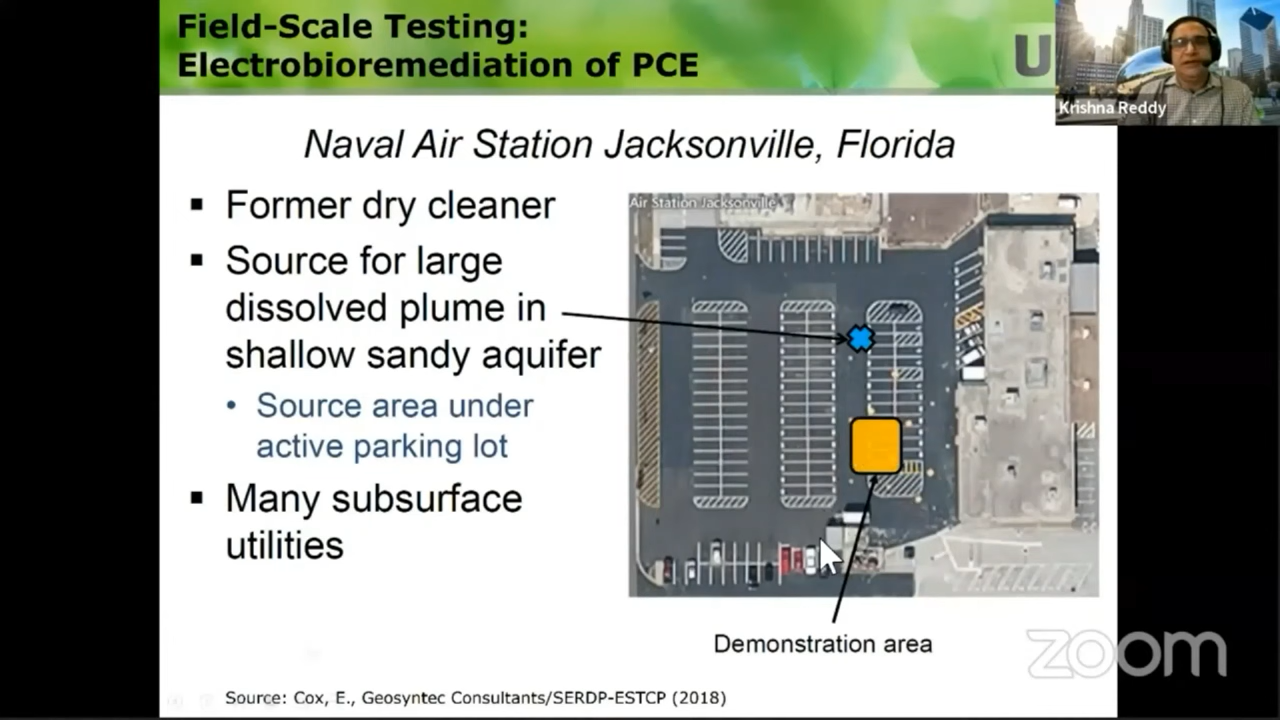 Field-Scale Testing:
Electrobioremediation of PCE
U
Krishna Reddy
Naval Air Station Jacksonville, Florida
▪ Former dry cleaner
▪ Source for large
dissolved plume in
shallow sandy aquifer
• Source area under
active parking lot
▪ Many subsurface
utilities
Air Station Jacksonville
Demonstration area
zoom
Source: Cox, E., Geosyntec Consultants/SERDP-ESTCP (2018)